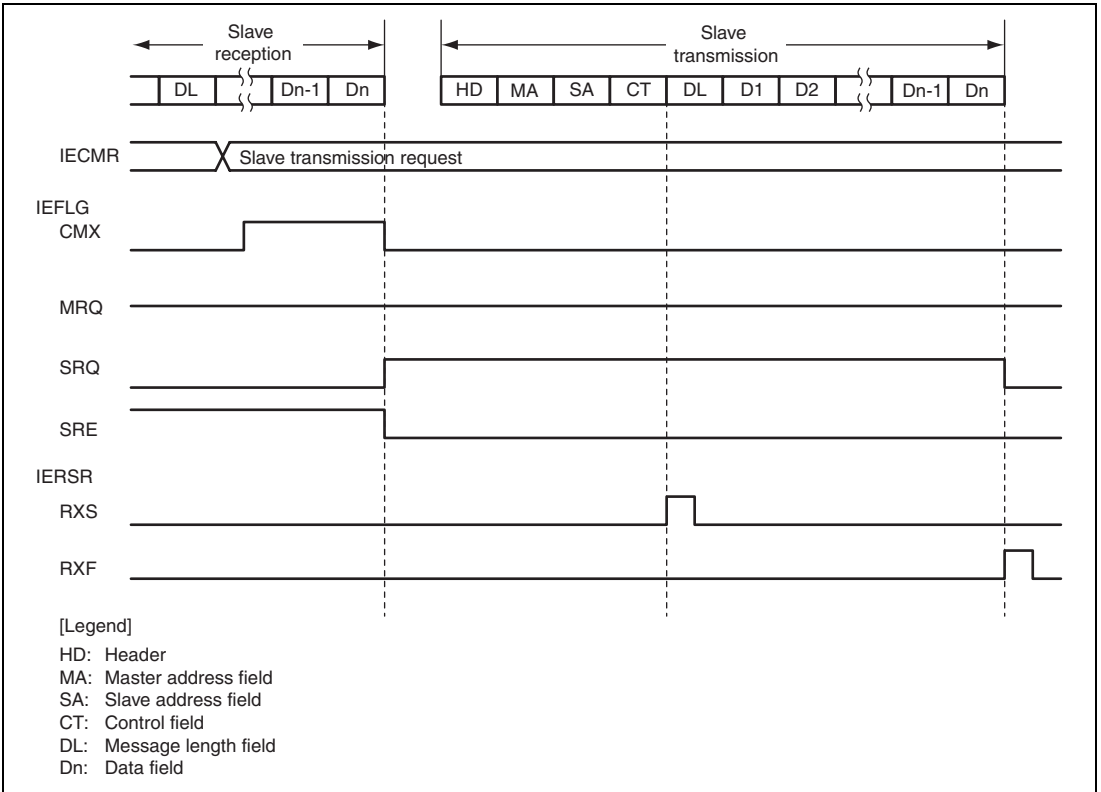 Slave
reception
Slave
transmission
DL Dn-1 Dn HD MA SA CT DL D1 D2 Dn-1 Dn
IECMR Slave transmission request
IEFLG
CMX
MRQ
SRQ
SRE
IERSR
RXS
RXF
[Legend]
HD: Header
MA: Master address field
SA: Slave address field
CT: Control field
DL: Message length field
Dn: Data field